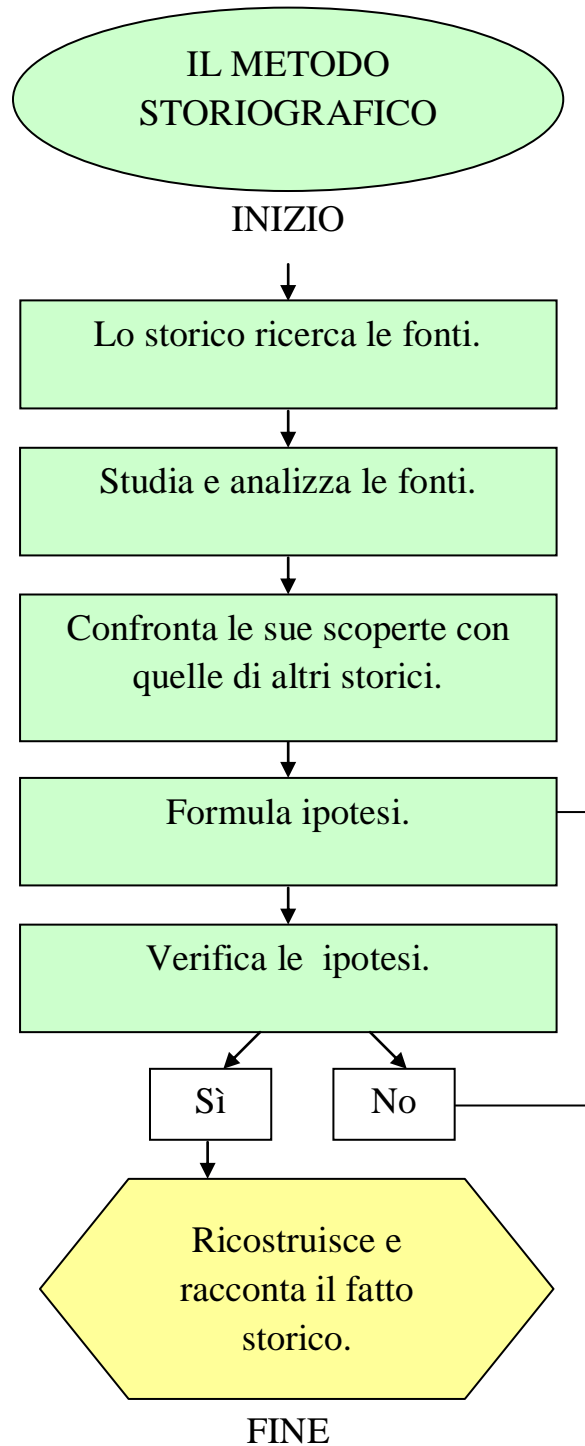 IL METODO
STORIOGRAFICO
INIZIO
Lo storico ricerca le fonti.
Studia e analizza le fonti.
Confronta le sue scoperte con
quelle di altri storici.
Formula ipotesi.
Verifica le  ipotesi.
Sì
No
Ricostruisce e
racconta il fatto
storico.
FINE